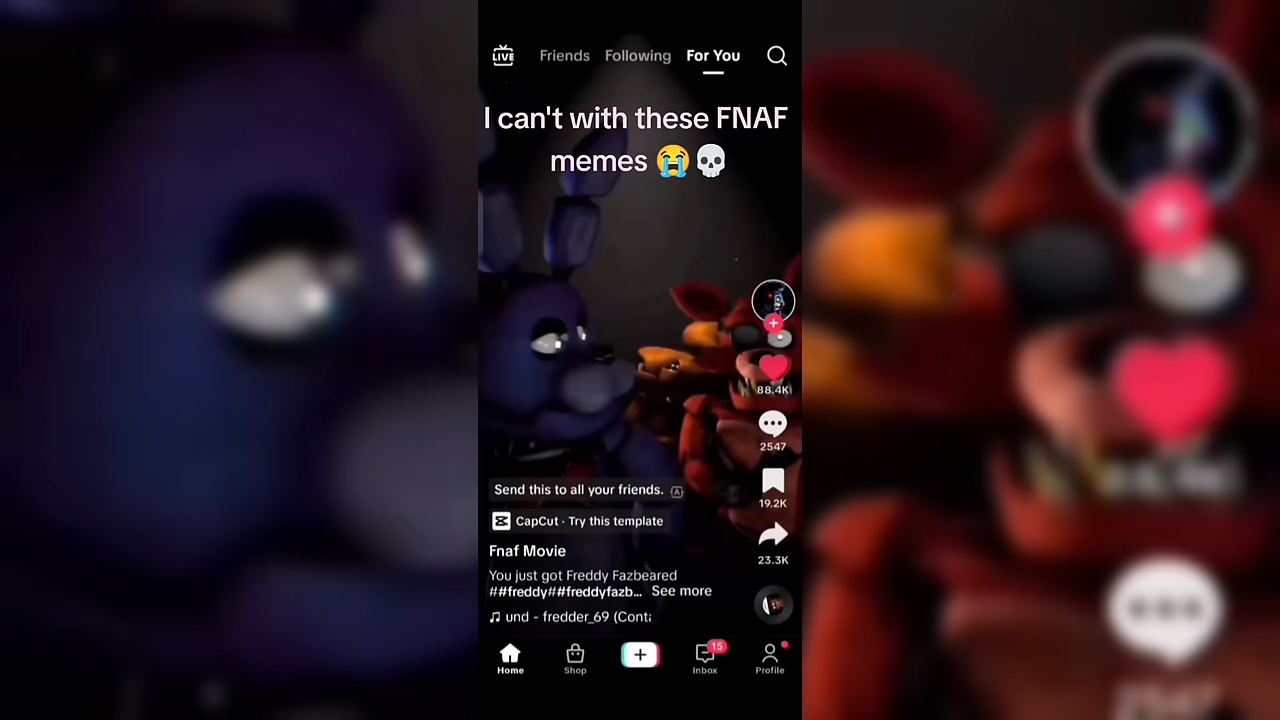 LIVE
Friends Following For You
I can't with these FNAF
memes 😭💀
88.4K
2547
Send this to all your friends.
19.2K
CapCut · Try this template
Fnaf Movie
23.3K
You just got Freddy Fazbeared
##freddy##freddyfazb... See more
und - fredder_69 (Conta
15
Home Shop Inbox Profile